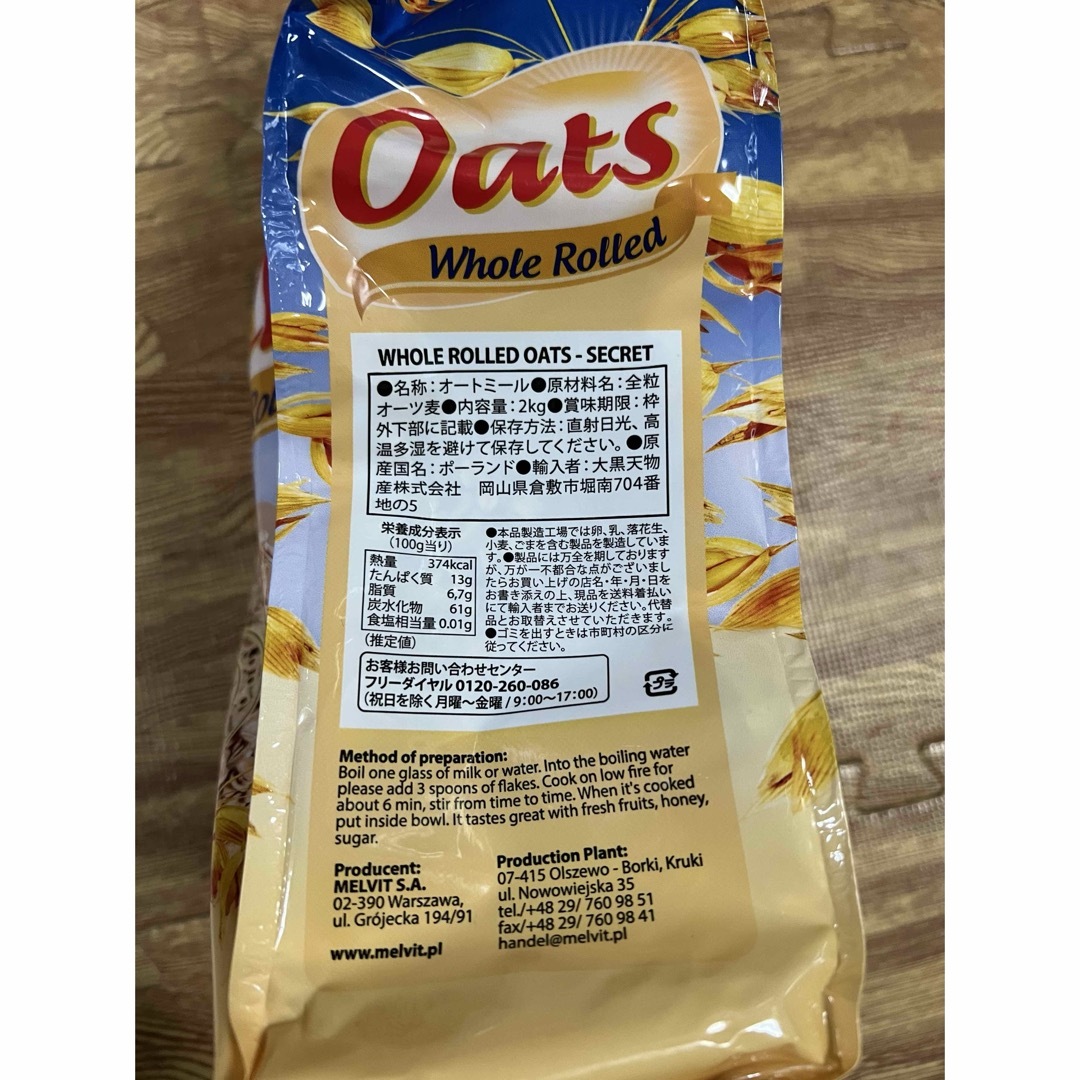 Oats
Whole Rolled
WHOLE ROLLED OATS - SECRET
●名称：オートミール●原材料名：全粒
オーツ麦●内容量：2kg●賞味期限：枠
外下部に記載●保存方法：直射日光、高
温多湿を避けて保存してください。●原
産国名：ポーランド●輸入者：大黒天物
産株式会社　岡山県倉敷市堀南704番
地の5
栄養成分表示
(100g当り)
熱量 374kcal
たんぱく質 13g
脂質 6,7g
炭水化物 61g
食塩相当量 0.01g
(推定値)
●本品製造工場では卵、乳、落花生、
小麦、ごまを含む製品を製造していま
す。●製品には万全を期しております
が、万が一不都合な点がございまし
たらお買い上げの店名・年・月・日を
お書き添えの上、現品を送料着払い
にて輸入者までお送りください。代替
品とお取替えさせていただきます。
●ゴミを出すときは市町村の区分に
従ってください。
お客様お問い合わせセンター
フリーダイヤル 0120-260-086
(祝日を除く月曜～金曜 / 9：00～17：00)
プラ
Method of preparation:
Boil one glass of milk or water. Into the boiling water
please add 3 spoons of flakes. Cook on low fire for
about 6 min, stir from time to time. When it's cooked
put inside bowl. It tastes great with fresh fruits, honey,
sugar.
Producent:
MELVIT S.A.
02-390 Warszawa,
ul. Grójecka 194/91
www.melvit.pl
Production Plant:
07-415 Olszewo - Borki, Kruki
ul. Nowowiejska 35
tel./+48 29/ 760 98 51
fax/+48 29/ 760 98 41
handel@melvit.pl